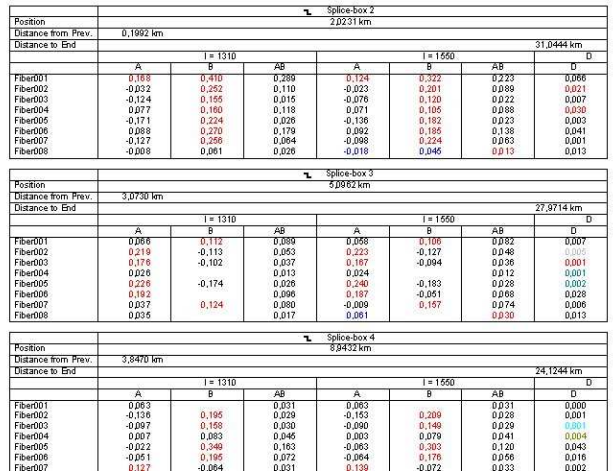 Splice-box 2
Position 2,0231 km
Distance from Prev. 0,1992 km
Distance to End 31,0444 km
l = 1310 l = 1550 D
A B AB A B AB D
Fiber001 0,168 0,410 0,289 0,124 0,322 0,223 0,066
Fiber002 -0,032 0,252 0,110 -0,023 0,201 0,089 0,021
Fiber003 -0,124 0,155 0,015 -0,076 0,120 0,022 0,007
Fiber004 0,077 0,160 0,118 0,071 0,105 0,088 0,030
Fiber005 -0,171 0,224 0,026 -0,136 0,182 0,023 0,003
Fiber006 0,088 0,270 0,179 0,092 0,185 0,138 0,041
Fiber007 -0,127 0,256 0,064 -0,098 0,224 0,063 0,001
Fiber008 -0,008 0,061 0,026 -0,018 0,045 0,013 0,013
Splice-box 3
Position 5,0962 km
Distance from Prev. 3,0730 km
Distance to End 27,9714 km
l = 1310 l = 1550 D
A B AB A B AB D
Fiber001 0,066 0,112 0,089 0,058 0,106 0,082 0,007
Fiber002 0,219 -0,113 0,053 0,223 -0,127 0,048 0,005
Fiber003 0,176 -0,102 0,037 0,167 -0,094 0,036 0,001
Fiber004 0,026 0,013 0,024 0,012 0,001
Fiber005 0,226 -0,174 0,026 0,240 -0,183 0,028 0,002
Fiber006 0,192 0,096 0,187 -0,051 0,068 0,028
Fiber007 0,037 0,124 0,080 -0,009 0,157 0,074 0,006
Fiber008 0,035 0,017 0,061 0,030 0,013
Splice-box 4
Position 8,9432 km
Distance from Prev. 3,8470 km
Distance to End 24,1244 km
l = 1310 l = 1550 D
A B AB A B AB D
Fiber001 0,063 0,031 0,063 0,031 0,000
Fiber002 -0,136 0,195 0,029 -0,153 0,209 0,028 0,001
Fiber003 -0,097 0,158 0,030 -0,090 0,149 0,029 0,001
Fiber004 0,007 0,083 0,045 0,003 0,079 0,041 0,004
Fiber005 -0,022 0,349 0,163 -0,063 0,303 0,120 0,043
Fiber006 -0,051 0,195 0,072 -0,064 0,176 0,056 0,016
Fiber007 0,127 -0,064 0,031 0,139 -0,072 0,033 0,002